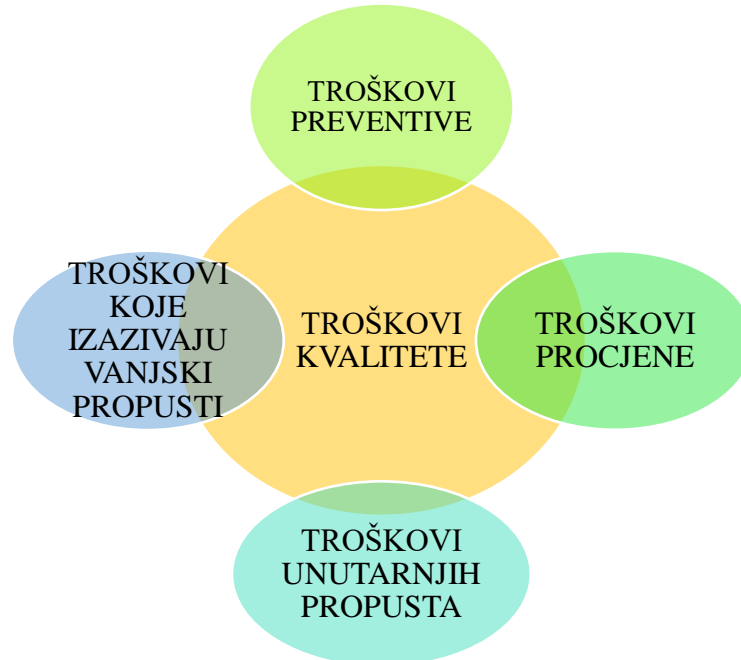 TROŠKOVI
PREVENTIVE
TROŠKOVI
KOJE
IZAZIVAJU
VANJSKI
PROPUSTI
TROŠKOVI
KVALITETE
TROŠKOVI
PROCJENE
TROŠKOVI
UNUTARNJIH
PROPUSTA